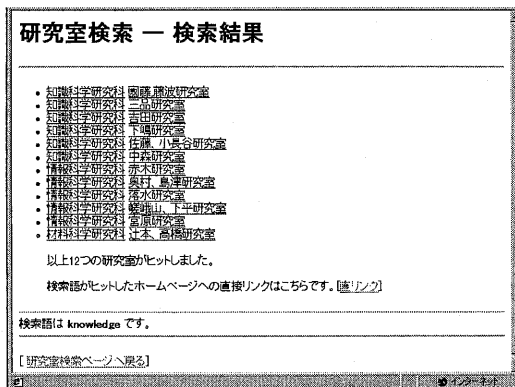 研究室検索 ― 検索結果
知識科学研究科 國藤,藤波研究室
知識科学研究科 三品研究室
知識科学研究科 吉田研究室
知識科学研究科 下嶋研究室
知識科学研究科 佐藤、小長谷研究室
知識科学研究科 中森研究室
情報科学研究科 赤木研究室
情報科学研究科 奥村、島津研究室
情報科学研究科 落水研究室
情報科学研究科 嵯峨山、下平研究室
情報科学研究科 宮原研究室
材料科学研究科 辻本、高橋研究室
以上12つの研究室がヒットしました。
検索語がヒットしたホームページへの直接リンクはこちらです。[直リンク]
検索語は knowledge です。
[ 研究室検索ページへ戻る]
インターネット